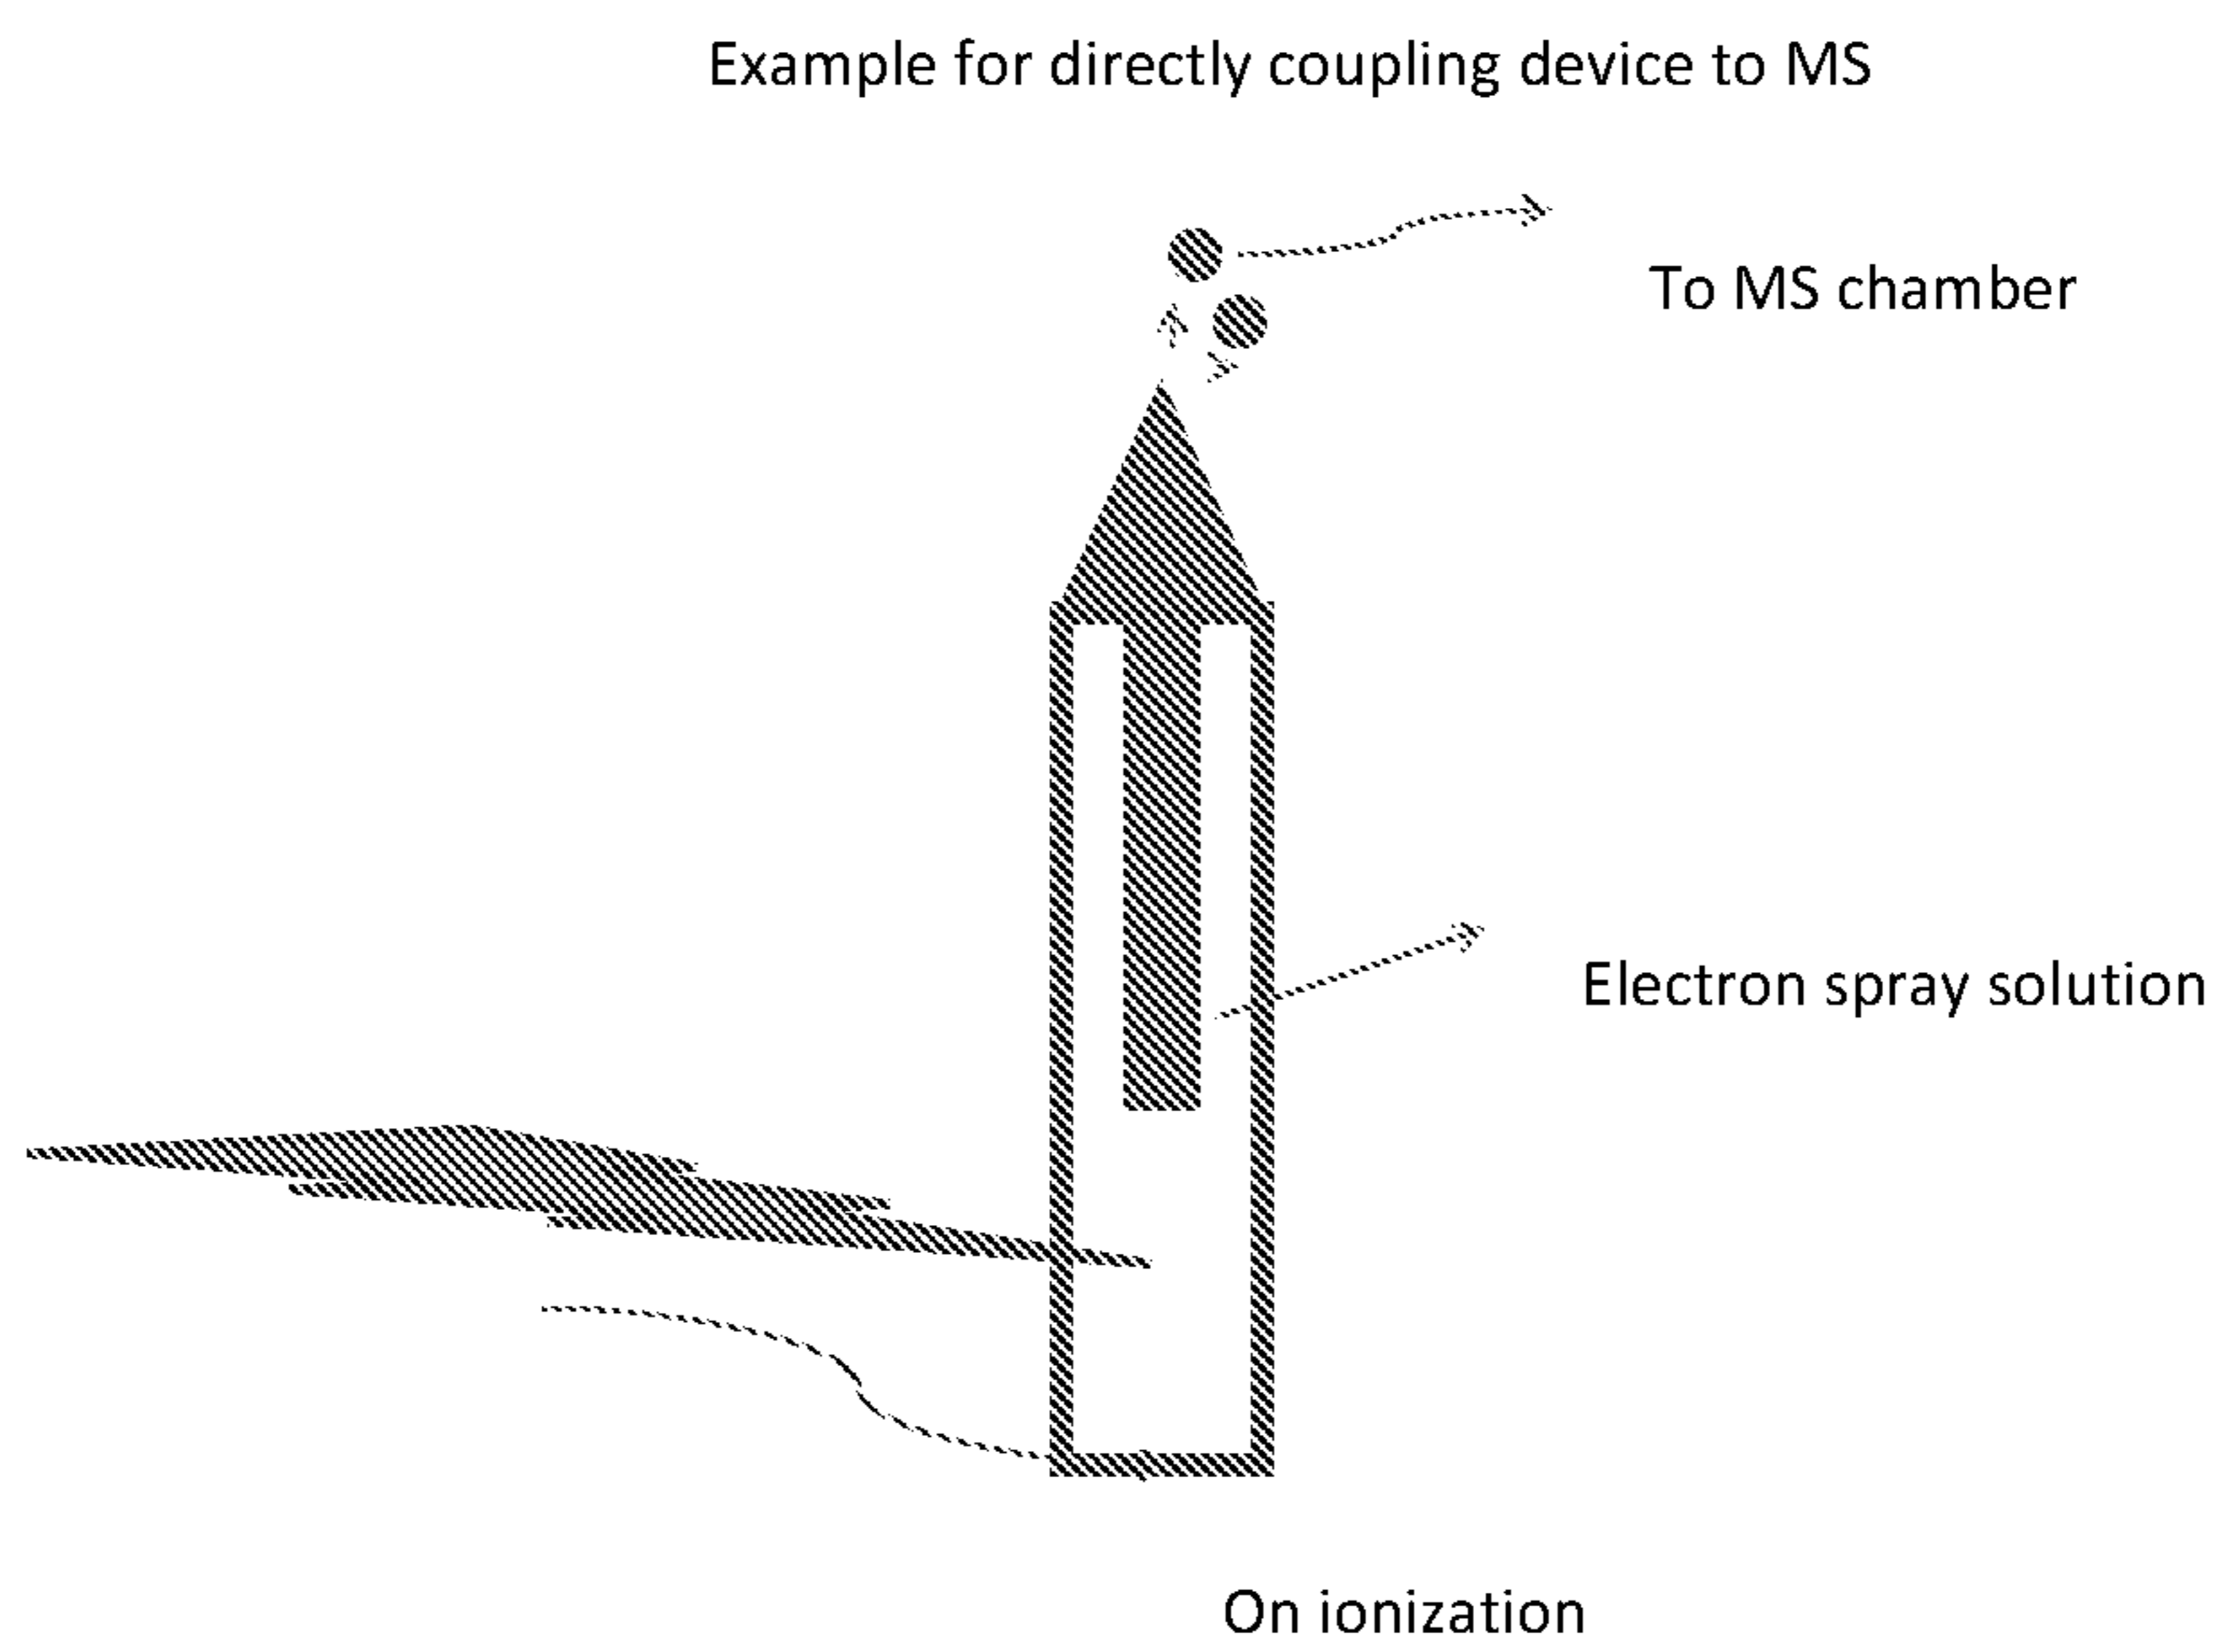 Example for directly coupling device to MS
To MS chamber
Electron spray solution
On ionization